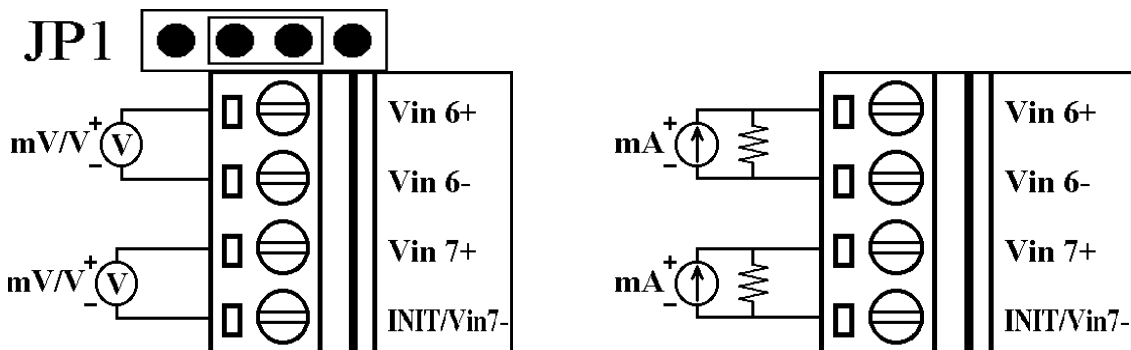 JP1
mV/V + - V
Vin 6+
Vin 6-
mV/V + - V
Vin 7+
INIT/Vin7-
mA + -
Vin 6+
Vin 6-
mA + -
Vin 7+
INIT/Vin7-